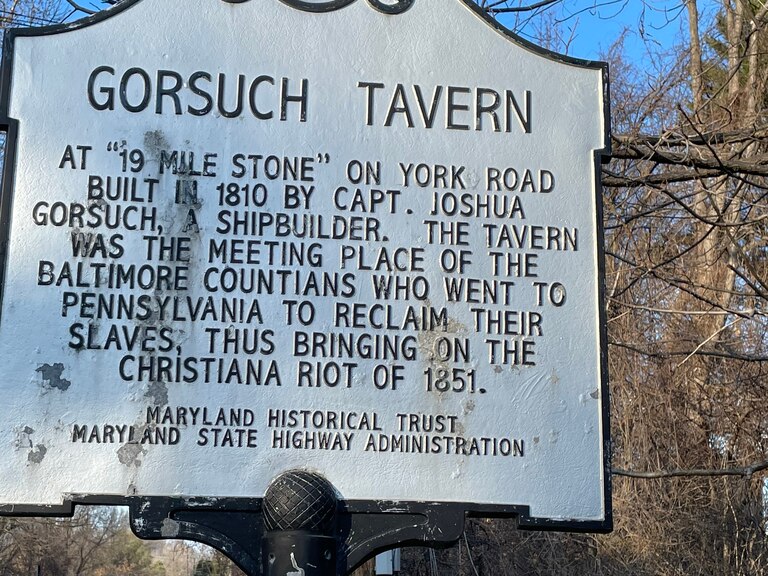 GORSUCH TAVERN
AT "19 MILE STONE" ON YORK ROAD
BUILT IN 1810 BY CAPT. JOSHUA
GORSUCH, A SHIPBUILDER. THE TAVERN
WAS THE MEETING PLACE OF THE
BALTIMORE COUNTIANS WHO WENT TO
PENNSYLVANIA TO RECLAIM THEIR
SLAVES, THUS BRINGING ON THE
CHRISTIANA RIOT OF 1851.
MARYLAND HISTORICAL TRUST
MARYLAND STATE HIGHWAY ADMINISTRATION